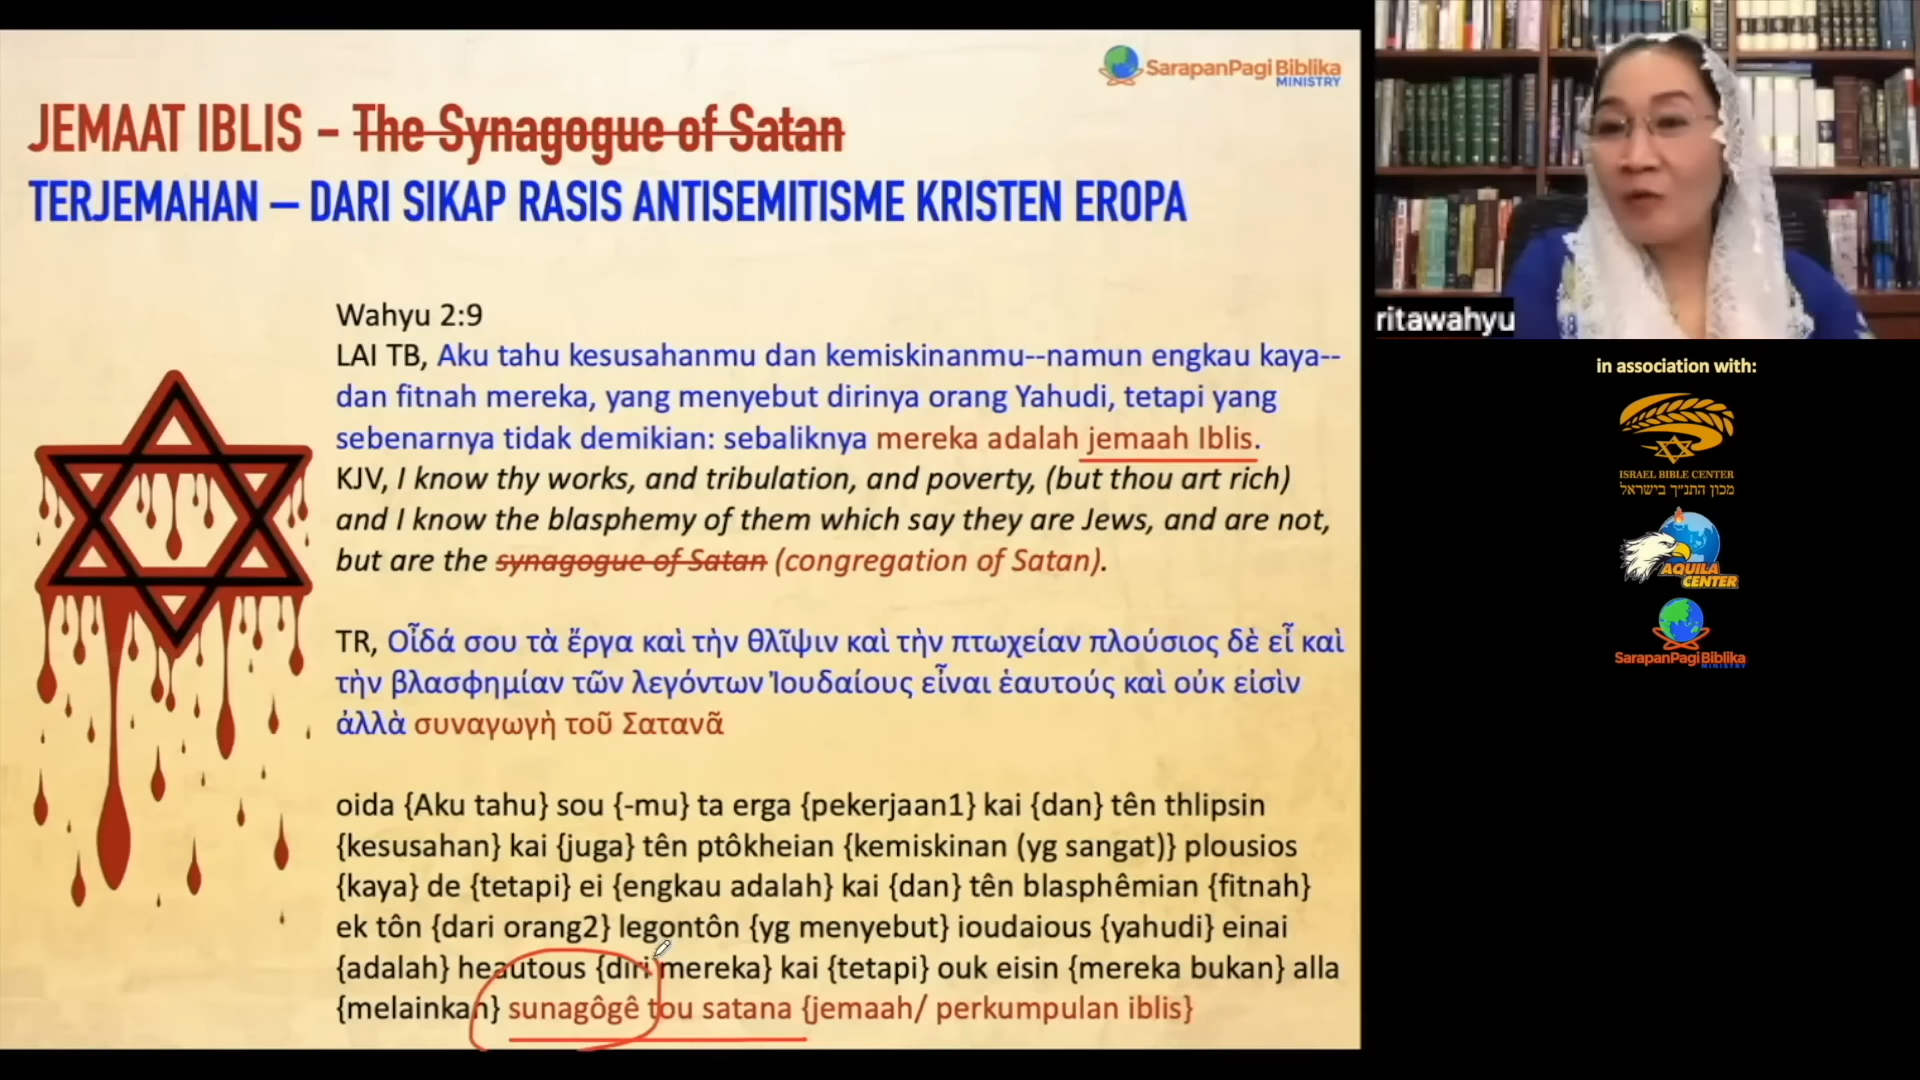 SarapanPagi Biblika
MINISTRY
JEMAAT IBLIS – The Synagogue of Satan
TERJEMAHAN – DARI SIKAP RASIS ANTISEMITISME KRISTEN EROPA
Wahyu 2:9
LAI TB, Aku tahu kesusahanmu dan kemiskinanmu--namun engkau kaya--
dan fitnah mereka, yang menyebut dirinya orang Yahudi, tetapi yang
sebenarnya tidak demikian: sebaliknya mereka adalah jemaah Iblis.
KJV, I know thy works, and tribulation, and poverty, (but thou art rich)
and I know the blasphemy of them which say they are Jews, and are not,
but are the synagogue of Satan (congregation of Satan).
TR, Οἶδά σου τὰ ἔργα καὶ τὴν θλῖψιν καὶ τὴν πτωχείαν πλούσιος δὲ εἶ καὶ
τὴν βλασφημίαν τῶν λεγόντων Ἰουδαίους εἶναι ἑαυτούς καὶ οὐκ εἰσὶν
ἀλλὰ συναγωγὴ τοῦ Σατανᾶ
oida {Aku tahu} sou {-mu} ta erga {pekerjaan1} kai {dan} tên thlipsin
{kesusahan} kai {juga} tên ptôkheian {kemiskinan (yg sangat)} plousios
{kaya} de {tetapi} ei {engkau adalah} kai {dan} tên blasphêmian {fitnah}
ek tôn {dari orang2} legontôn {yg menyebut} ioudaious {yahudi} einai
{adalah} heautous {diri mereka} kai {tetapi} ouk eisin {mereka bukan} alla
{melainkan} sunagôgê tou satana {jemaah/ perkumpulan iblis}
ritawahyu
in association with:
ISRAEL BIBLE CENTER
מכון התנ״ך בישראל
AQUILA
CENTER
SarapanPagi Biblika
MINISTRY